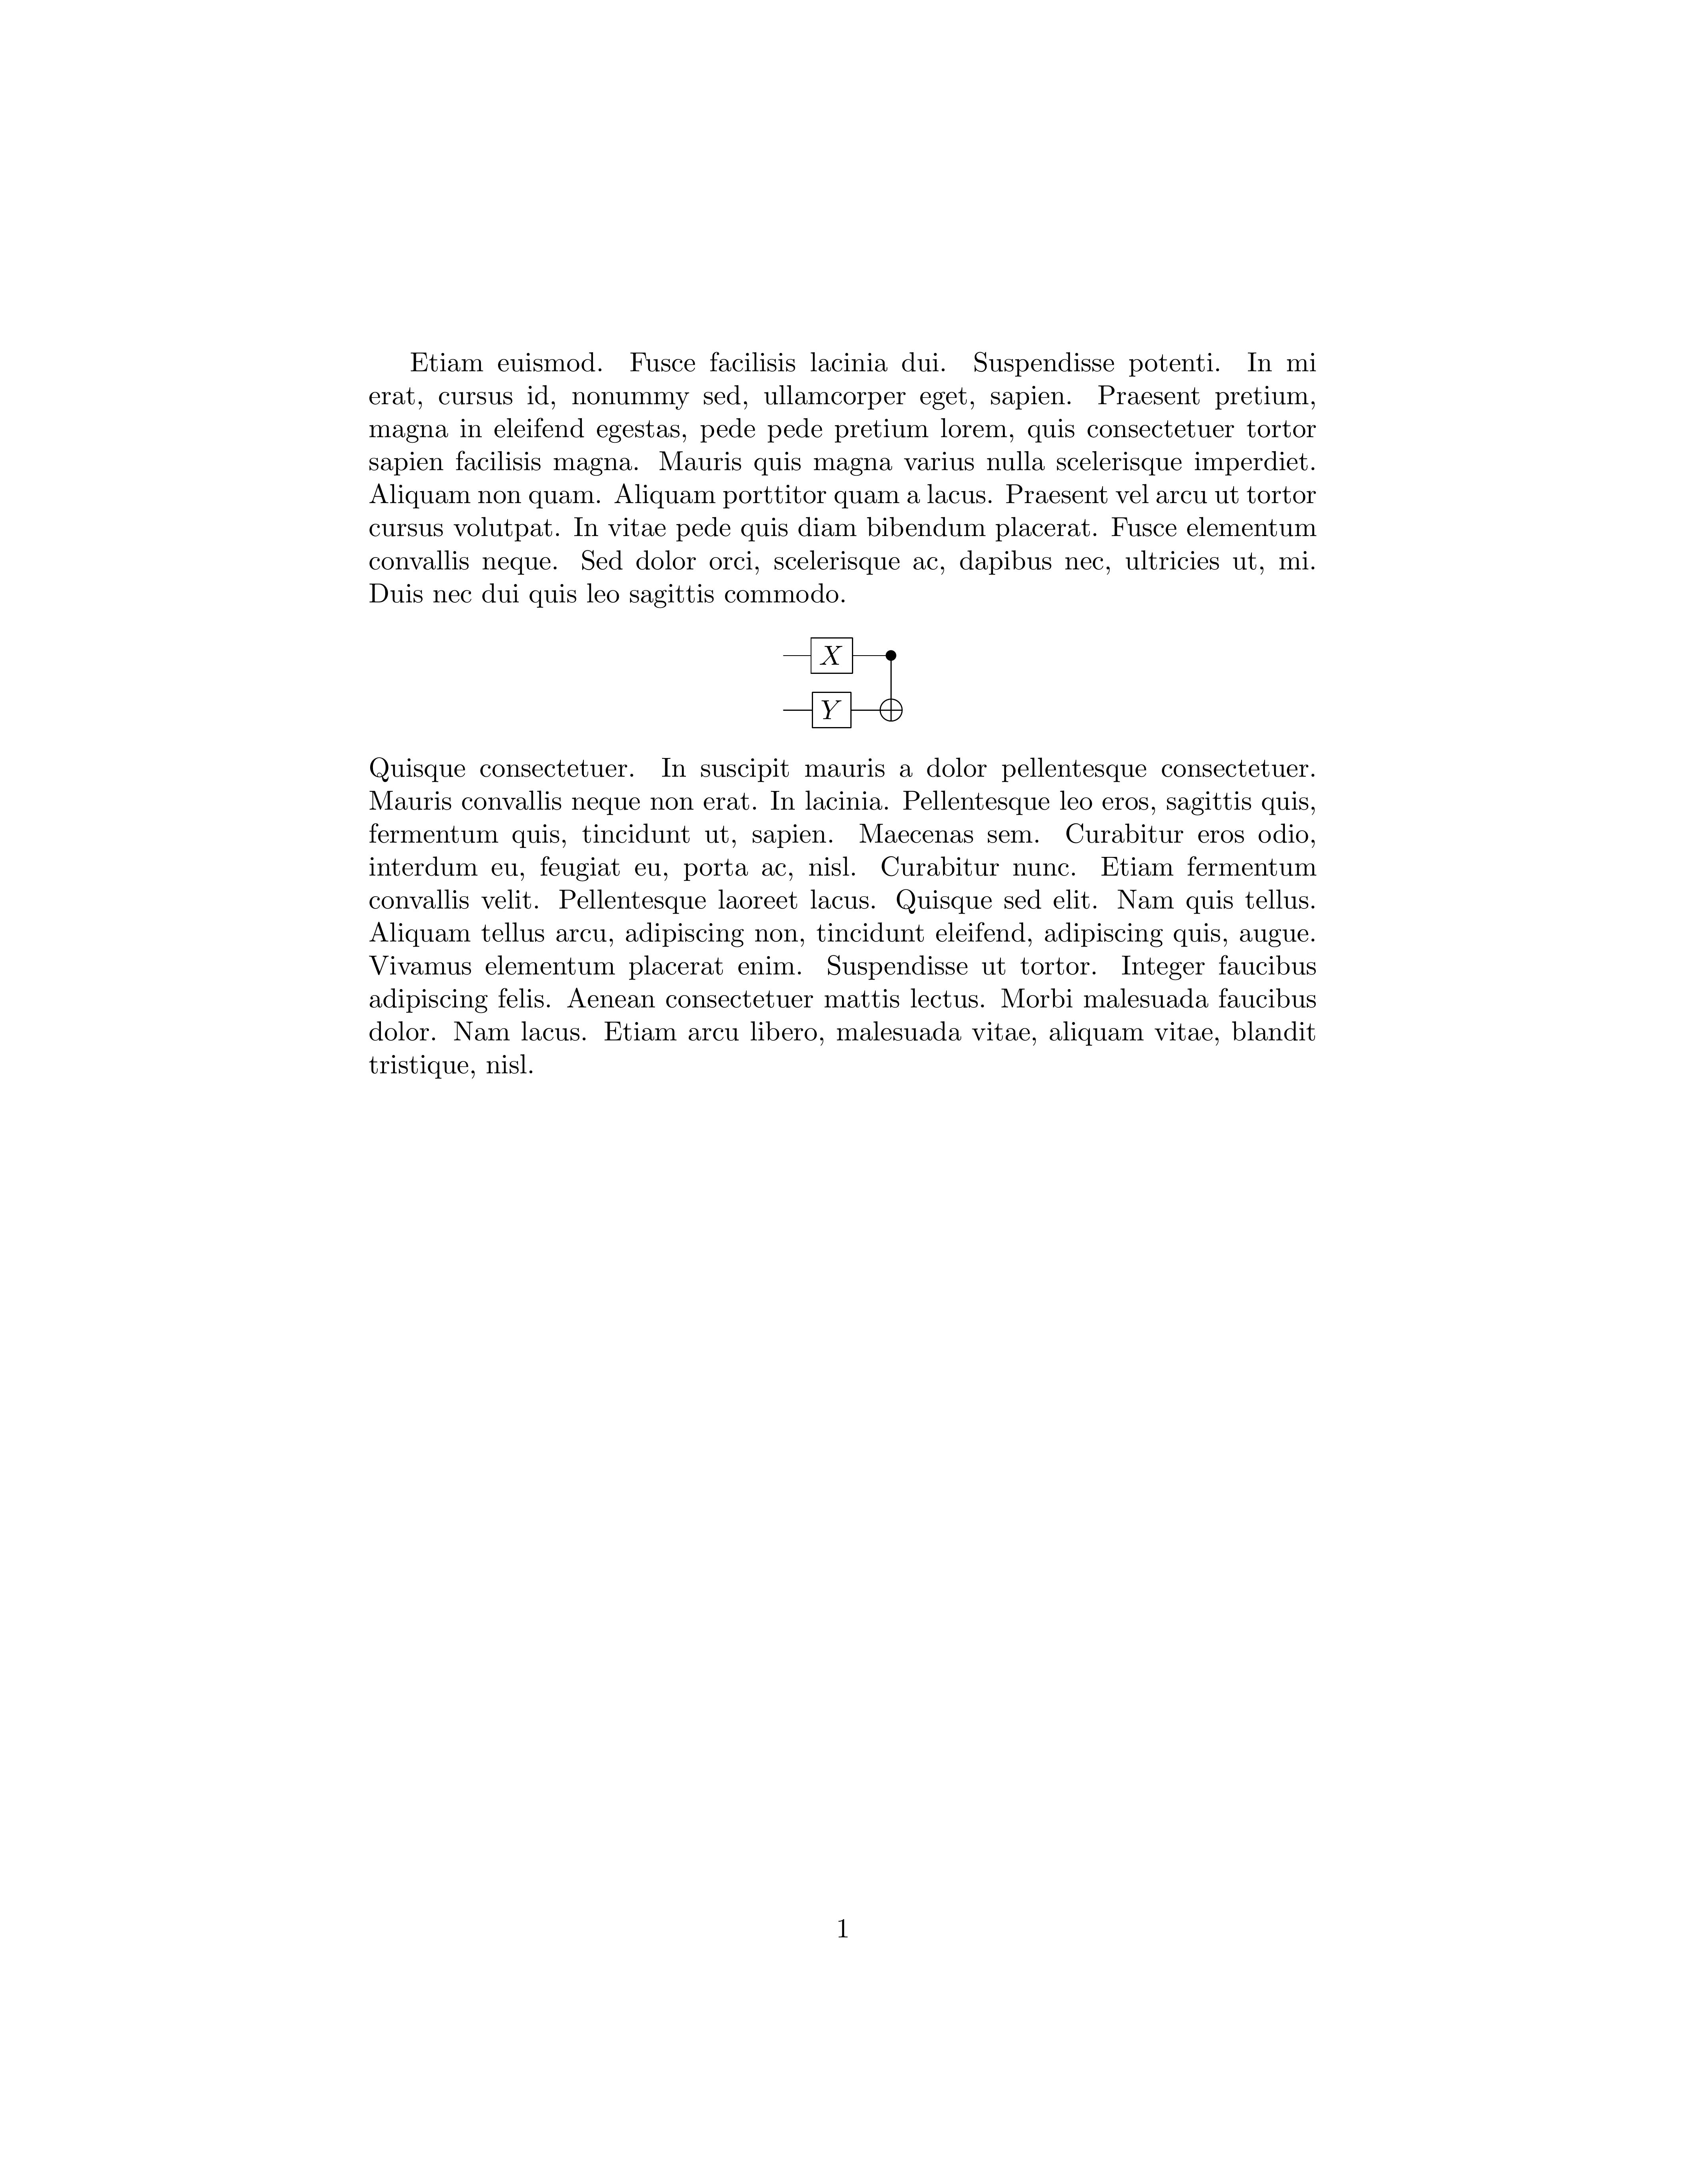 Etiam euismod. Fusce facilisis lacinia dui. Suspendisse potenti. In mi
erat, cursus id, nonummy sed, ullamcorper eget, sapien. Praesent pretium,
magna in eleifend egestas, pede pede pretium lorem, quis consectetuer tortor
sapien facilisis magna. Mauris quis magna varius nulla scelerisque imperdiet.
Aliquam non quam. Aliquam porttitor quam a lacus. Praesent vel arcu ut tortor
cursus volutpat. In vitae pede quis diam bibendum placerat. Fusce elementum
convallis neque. Sed dolor orci, scelerisque ac, dapibus nec, ultricies ut, mi.
Duis nec dui quis leo sagittis commodo.
X
Y
Quisque consectetuer. In suscipit mauris a dolor pellentesque consectetuer.
Mauris convallis neque non erat. In lacinia. Pellentesque leo eros, sagittis quis,
fermentum quis, tincidunt ut, sapien. Maecenas sem. Curabitur eros odio,
interdum eu, feugiat eu, porta ac, nisl. Curabitur nunc. Etiam fermentum
convallis velit. Pellentesque laoreet lacus. Quisque sed elit. Nam quis tellus.
Aliquam tellus arcu, adipiscing non, tincidunt eleifend, adipiscing quis, augue.
Vivamus elementum placerat enim. Suspendisse ut tortor. Integer faucibus
adipiscing felis. Aenean consectetuer mattis lectus. Morbi malesuada faucibus
dolor. Nam lacus. Etiam arcu libero, malesuada vitae, aliquam vitae, blandit
tristique, nisl.
1